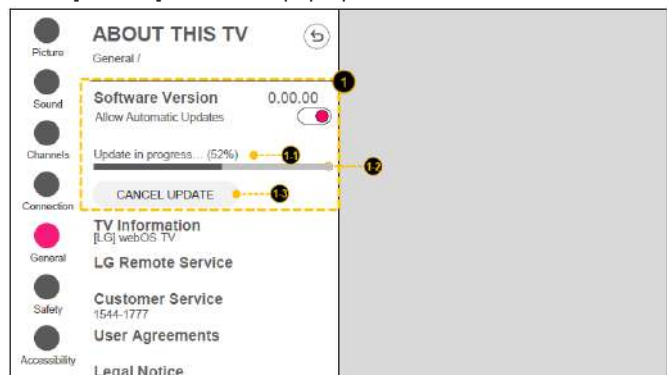 ABOUT THIS TV
General /
Picture
Sound
Channels
Connection
General
Safety
Accessibility
1
Software Version 0.00.00
Allow Automatic Updates
Update in progress... (52%)
1-1
1-2
CANCEL UPDATE
1-3
TV Information
[LG] webOS TV
LG Remote Service
Customer Service
1544-1777
User Agreements
Legal Notice